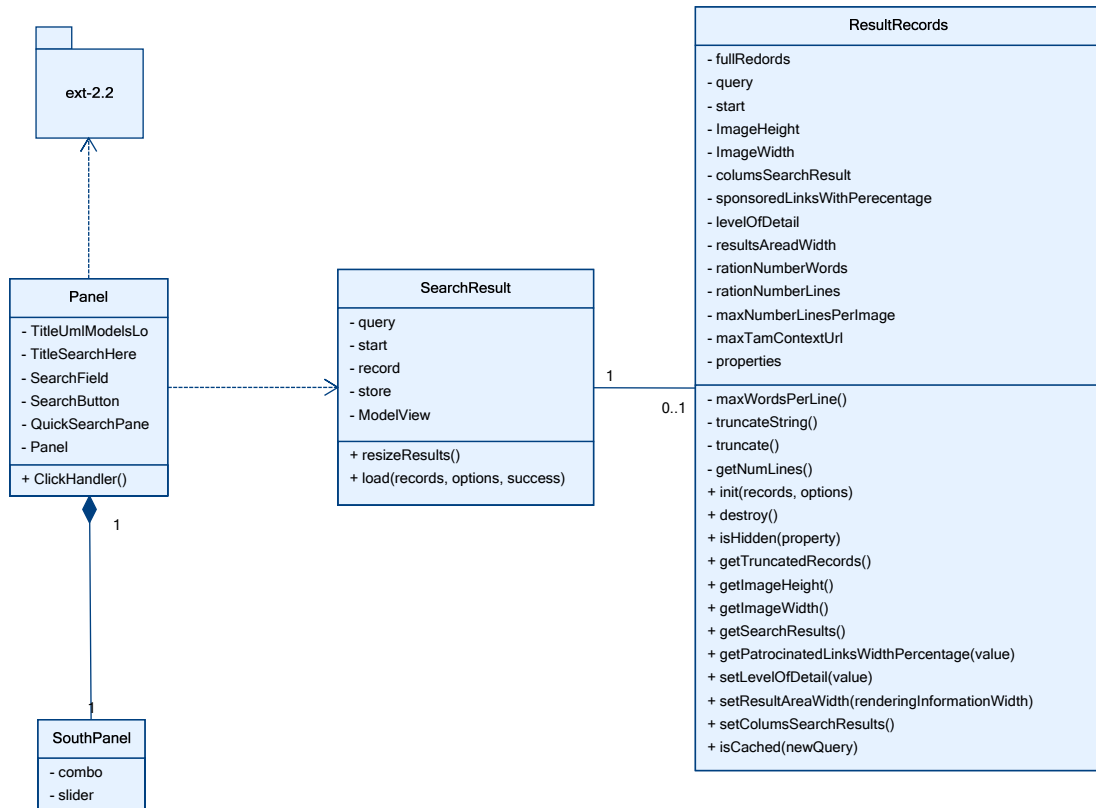 ext-2.2
Panel
- TitleUmlModelsLo
- TitleSearchHere
- SearchField
- SearchButton
- QuickSearchPane
- Panel
+ ClickHandler()
1
1
SouthPanel
- combo
- slider
SearchResult
- query
- start
- record
- store
- ModelView
+ resizeResults()
+ load(records, options, success)
1
0..1
ResultRecords
- fullRedords
- query
- start
- ImageHeight
- ImageWidth
- columsSearchResult
- sponsoredLinksWithPerecentage
- levelOfDetail
- resultsAreadWidth
- rationNumberWords
- rationNumberLines
- maxNumberLinesPerImage
- maxTamContextUrl
- properties
- maxWordsPerLine()
- truncateString()
- truncate()
- getNumLines()
+ init(records, options)
+ destroy()
+ isHidden(property)
+ getTruncatedRecords()
+ getImageHeight()
+ getImageWidth()
+ getSearchResults()
+ getPatrocinatedLinksWidthPercentage(value)
+ setLevelOfDetail(value)
+ setResultAreaWidth(renderingInformationWidth)
+ setColumsSearchResults()
+ isCached(newQuery)